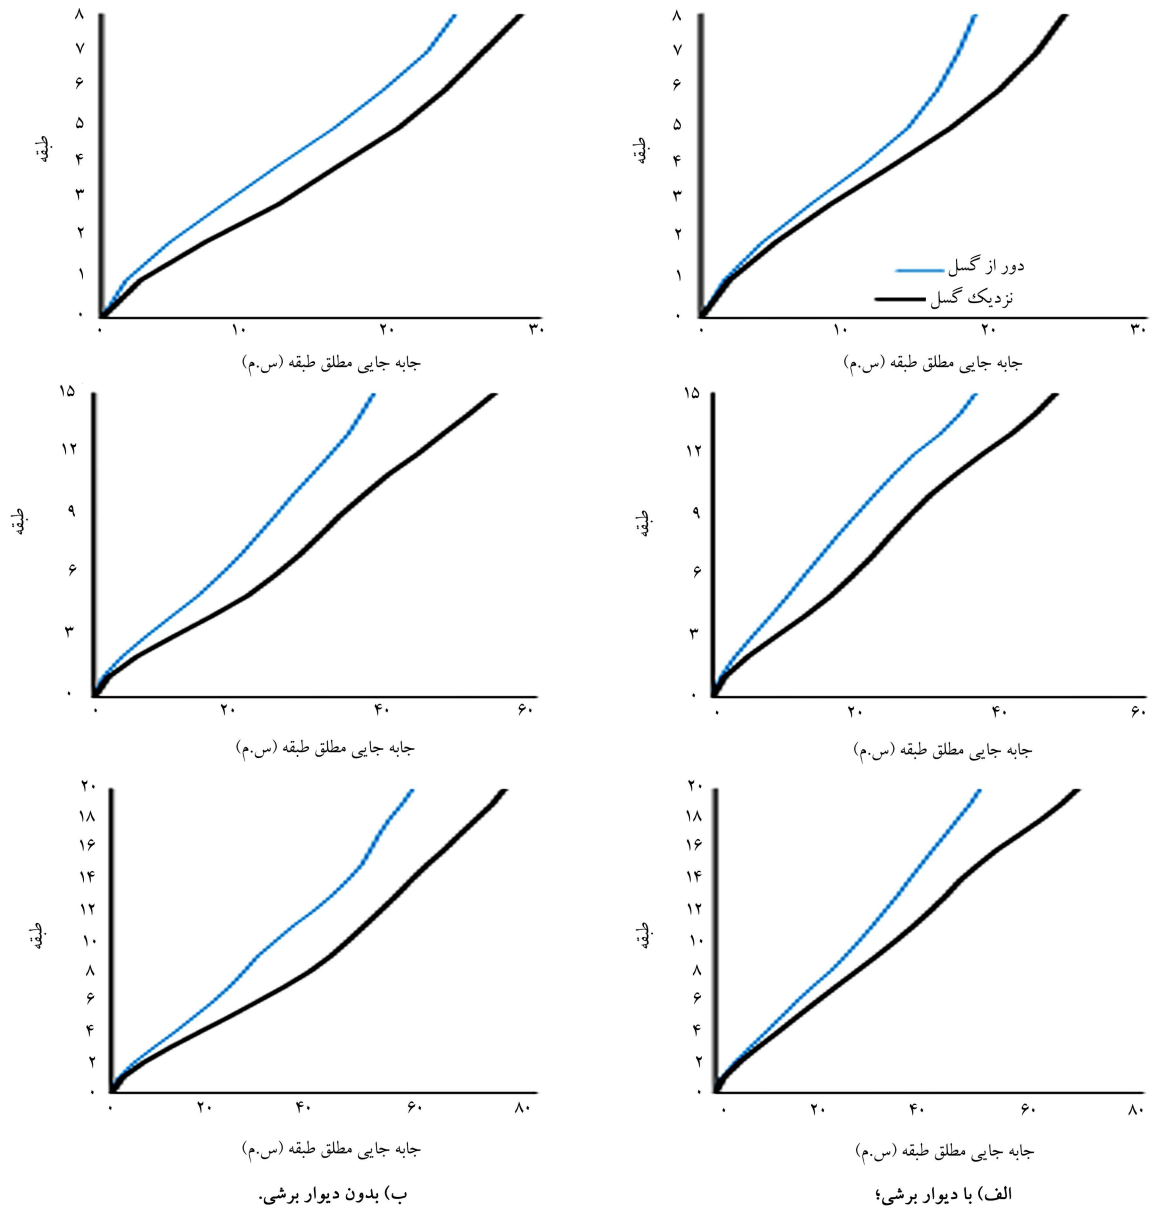 ۸
۷
۶
۵
۴
۳
۲
۱
۰
طبقه
۰ ۱۰ ۲۰ ۳۰
جابه جایی مطلق طبقه (س.م)
دور از گسل
نزدیک گسل
۸
۷
۶
۵
۴
۳
۲
۱
۰
طبقه
۰ ۱۰ ۲۰ ۳۰
جابه جایی مطلق طبقه (س.م)
۱۵
۱۲
۹
۶
۳
۰
طبقه
۰ ۲۰ ۴۰ ۶۰
جابه جایی مطلق طبقه (س.م)
۱۵
۱۲
۹
۶
۳
۰
طبقه
۰ ۲۰ ۴۰ ۶۰
جابه جایی مطلق طبقه (س.م)
۲۰
۱۸
۱۶
۱۴
۱۲
۱۰
۸
۶
۴
۲
۰
طبقه
۰ ۲۰ ۴۰ ۶۰ ۸۰
جابه جایی مطلق طبقه (س.م)
الف) با دیوار برشی؛
۲۰
۱۸
۱۶
۱۴
۱۲
۱۰
۸
۶
۴
۲
۰
طبقه
۰ ۲۰ ۴۰ ۶۰ ۸۰
جابه جایی مطلق طبقه (س.م)
ب) بدون دیوار برشی.